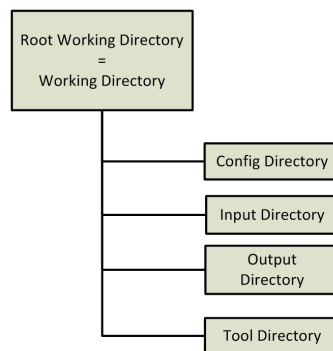 Root Working Directory
=
Working Directory
Config Directory
Input Directory
Output
Directory
Tool Directory